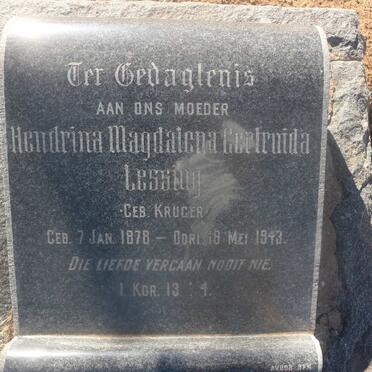 Ter Gedagtenis
AAN ONS MOEDER
Hendrina Magdalena Gertruida
Lessing
GEB. KRUGER
GEB. 7 JAN. 1878 — OORL. 18 MEI 1943.
DIE LIEFDE VERGAAN NOOIT NIE.
1 KOR. 13 : 4.